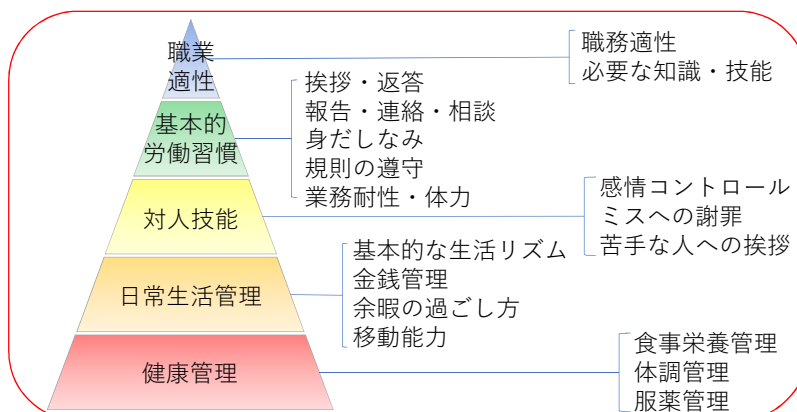 職業
適性
職務適性
必要な知識・技能
基本的
労働習慣
挨拶・返答
報告・連絡・相談
身だしなみ
規則の遵守
業務耐性・体力
対人技能
感情コントロール
ミスへの謝罪
苦手な人への挨拶
日常生活管理
基本的な生活リズム
金銭管理
余暇の過ごし方
移動能力
健康管理
食事栄養管理
体調管理
服薬管理